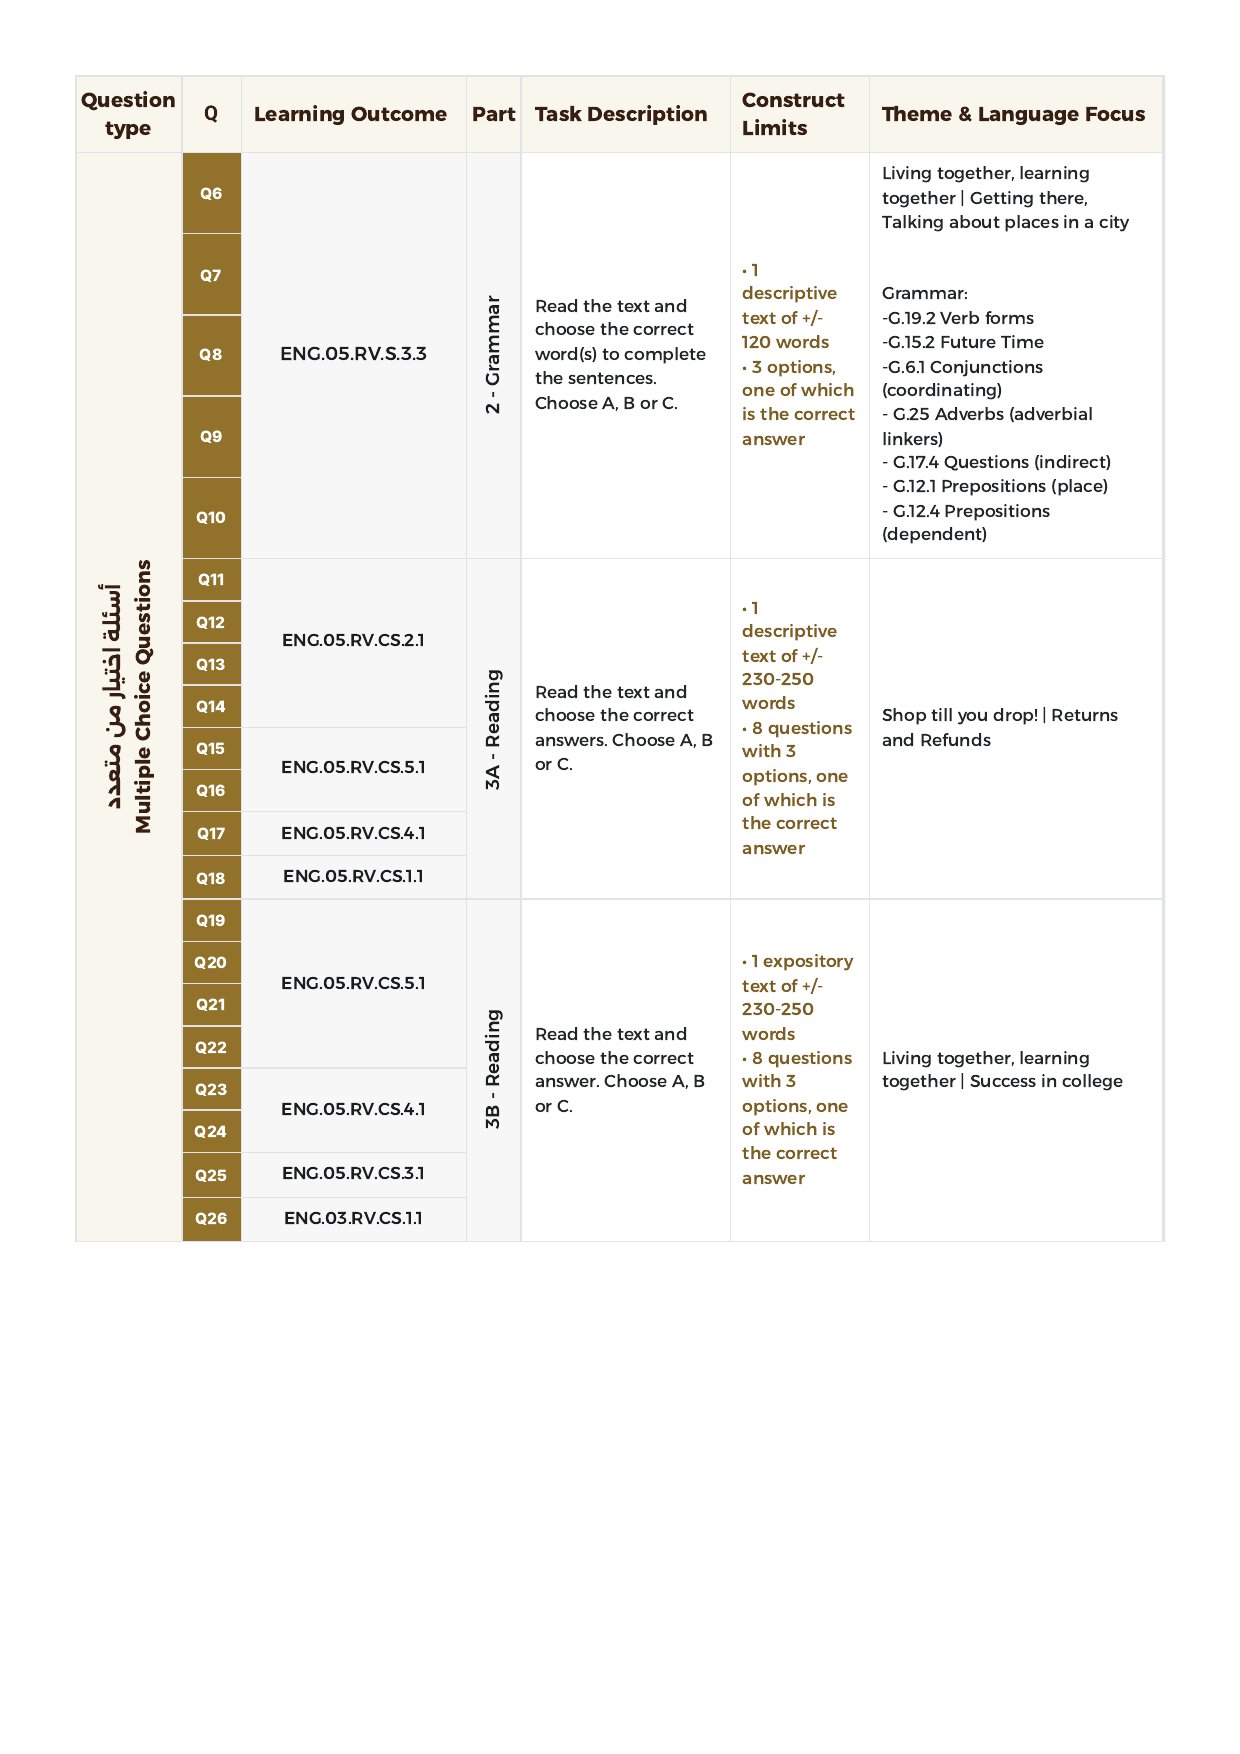 Question type
Q
Learning Outcome
Part
Task Description
Construct Limits
Theme & Language Focus
أسئلة اختيار من متعدد
Multiple Choice Questions
Q6
Q7
Q8
Q9
Q10
ENG.05.RV.S.3.3
2 - Grammar
Read the text and
choose the correct
word(s) to complete
the sentences.
Choose A, B or C.
• 1
descriptive
text of +/-
120 words
• 3 options,
one of which
is the correct
answer
Living together, learning
together | Getting there,
Talking about places in a city
Grammar:
-G.19.2 Verb forms
-G.15.2 Future Time
-G.6.1 Conjunctions
(coordinating)
- G.25 Adverbs (adverbial
linkers)
- G.17.4 Questions (indirect)
- G.12.1 Prepositions (place)
- G.12.4 Prepositions
(dependent)
Q11
Q12
Q13
Q14
ENG.05.RV.CS.2.1
Q15
Q16
ENG.05.RV.CS.5.1
Q17
ENG.05.RV.CS.4.1
Q18
ENG.05.RV.CS.1.1
3A - Reading
Read the text and
choose the correct
answers. Choose A, B
or C.
• 1
descriptive
text of +/-
230-250
words
• 8 questions
with 3
options, one
of which is
the correct
answer
Shop till you drop! | Returns
and Refunds
Q19
Q20
Q21
Q22
ENG.05.RV.CS.5.1
Q23
Q24
ENG.05.RV.CS.4.1
Q25
ENG.05.RV.CS.3.1
Q26
ENG.03.RV.CS.1.1
3B - Reading
Read the text and
choose the correct
answer. Choose A, B
or C.
• 1 expository
text of +/-
230-250
words
• 8 questions
with 3
options, one
of which is
the correct
answer
Living together, learning
together | Success in college